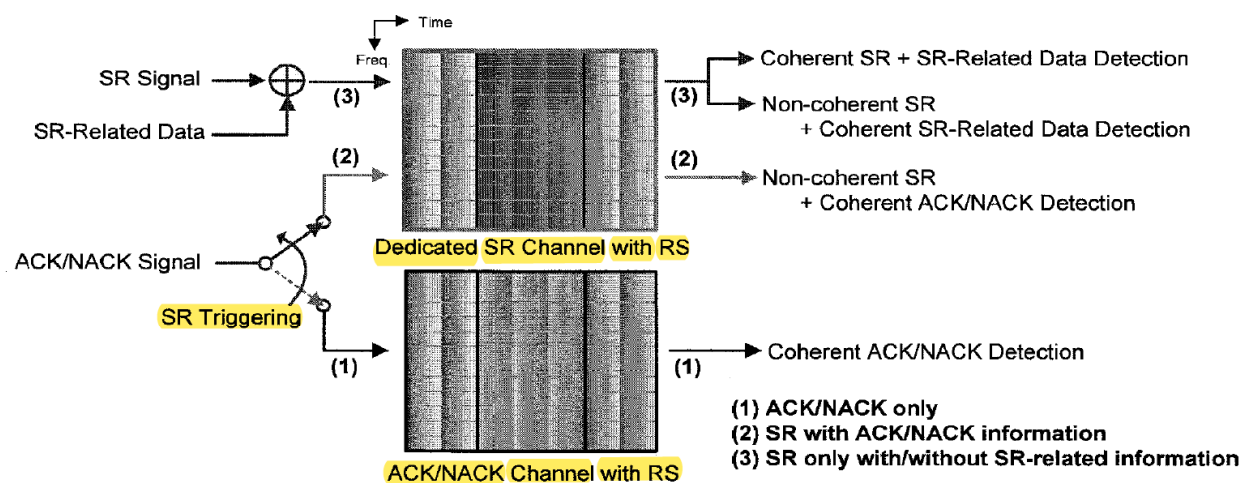 Time
Freq.
SR Signal
SR-Related Data
(3)
(3)
Coherent SR + SR-Related Data Detection
Non-coherent SR
+ Coherent SR-Related Data Detection
(2)
(2)
Non-coherent SR
+ Coherent ACK/NACK Detection
Dedicated SR Channel with RS
ACK/NACK Signal
SR Triggering
(1)
(1)
Coherent ACK/NACK Detection
(1) ACK/NACK only
(2) SR with ACK/NACK information
(3) SR only with/without SR-related information
ACK/NACK Channel with RS